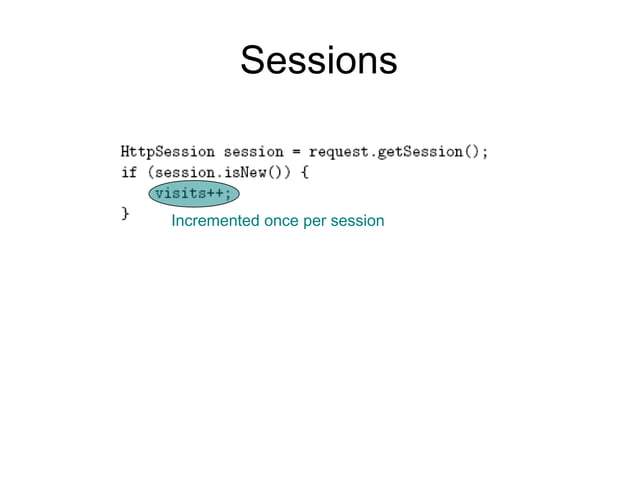 Sessions
HttpSession session = request.getSession();
if (session.isNew()) {
visits++;
}
Incremented once per session